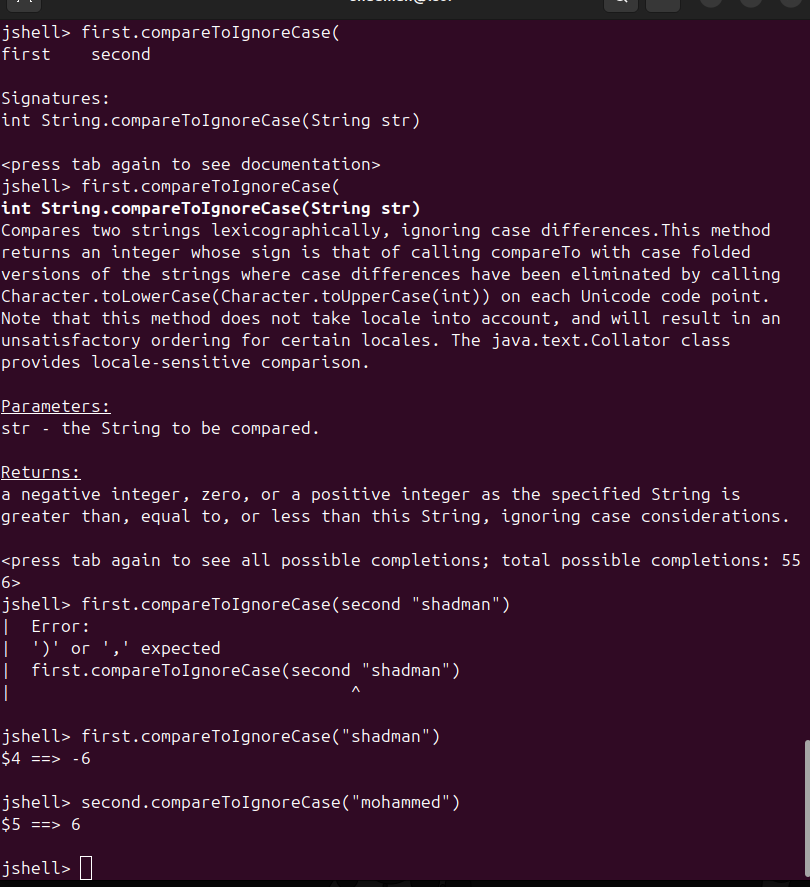 jshell> first.compareToIgnoreCase(
first    second
Signatures:
int String.compareToIgnoreCase(String str)
<press tab again to see documentation>
jshell> first.compareToIgnoreCase(
int String.compareToIgnoreCase(String str)
Compares two strings lexicographically, ignoring case differences.This method
returns an integer whose sign is that of calling compareTo with case folded
versions of the strings where case differences have been eliminated by calling
Character.toLowerCase(Character.toUpperCase(int)) on each Unicode code point.
Note that this method does not take locale into account, and will result in an
unsatisfactory ordering for certain locales. The java.text.Collator class
provides locale-sensitive comparison.
Parameters:
str - the String to be compared.
Returns:
a negative integer, zero, or a positive integer as the specified String is
greater than, equal to, or less than this String, ignoring case considerations.
<press tab again to see all possible completions; total possible completions: 55
6>
jshell> first.compareToIgnoreCase(second "shadman")
|  Error:
|  ')' or ',' expected
|  first.compareToIgnoreCase(second "shadman")
|                                  ^
jshell> first.compareToIgnoreCase("shadman")
$4 ==> -6
jshell> second.compareToIgnoreCase("mohammed")
$5 ==> 6
jshell>